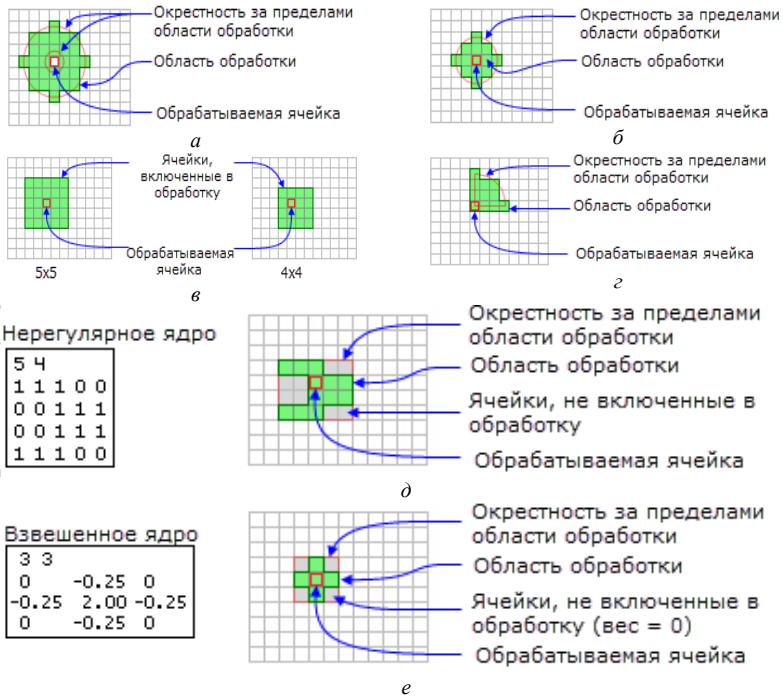 Окрестность за пределами
области обработки
Область обработки
Обрабатываемая ячейка
а
Окрестность за пределами
области обработки
Область обработки
Обрабатываемая ячейка
б
Ячейки,
включенные в
обработку
Обрабатываемая
ячейка
5x5
4x4
в
Окрестность за пределами
области обработки
Область обработки
Обрабатываемая ячейка
г
Нерегулярное ядро
5 4
1 1 1 0 0
0 0 1 1 1
0 0 1 1 1
1 1 1 0 0
Окрестность за пределами
области обработки
Область обработки
Ячейки, не включенные в
обработку
Обрабатываемая ячейка
д
Взвешенное ядро
3 3
0 -0.25 0
-0.25 2.00 -0.25
0 -0.25 0
Окрестность за пределами
области обработки
Область обработки
Ячейки, не включенные в
обработку (вес = 0)
Обрабатываемая ячейка
е